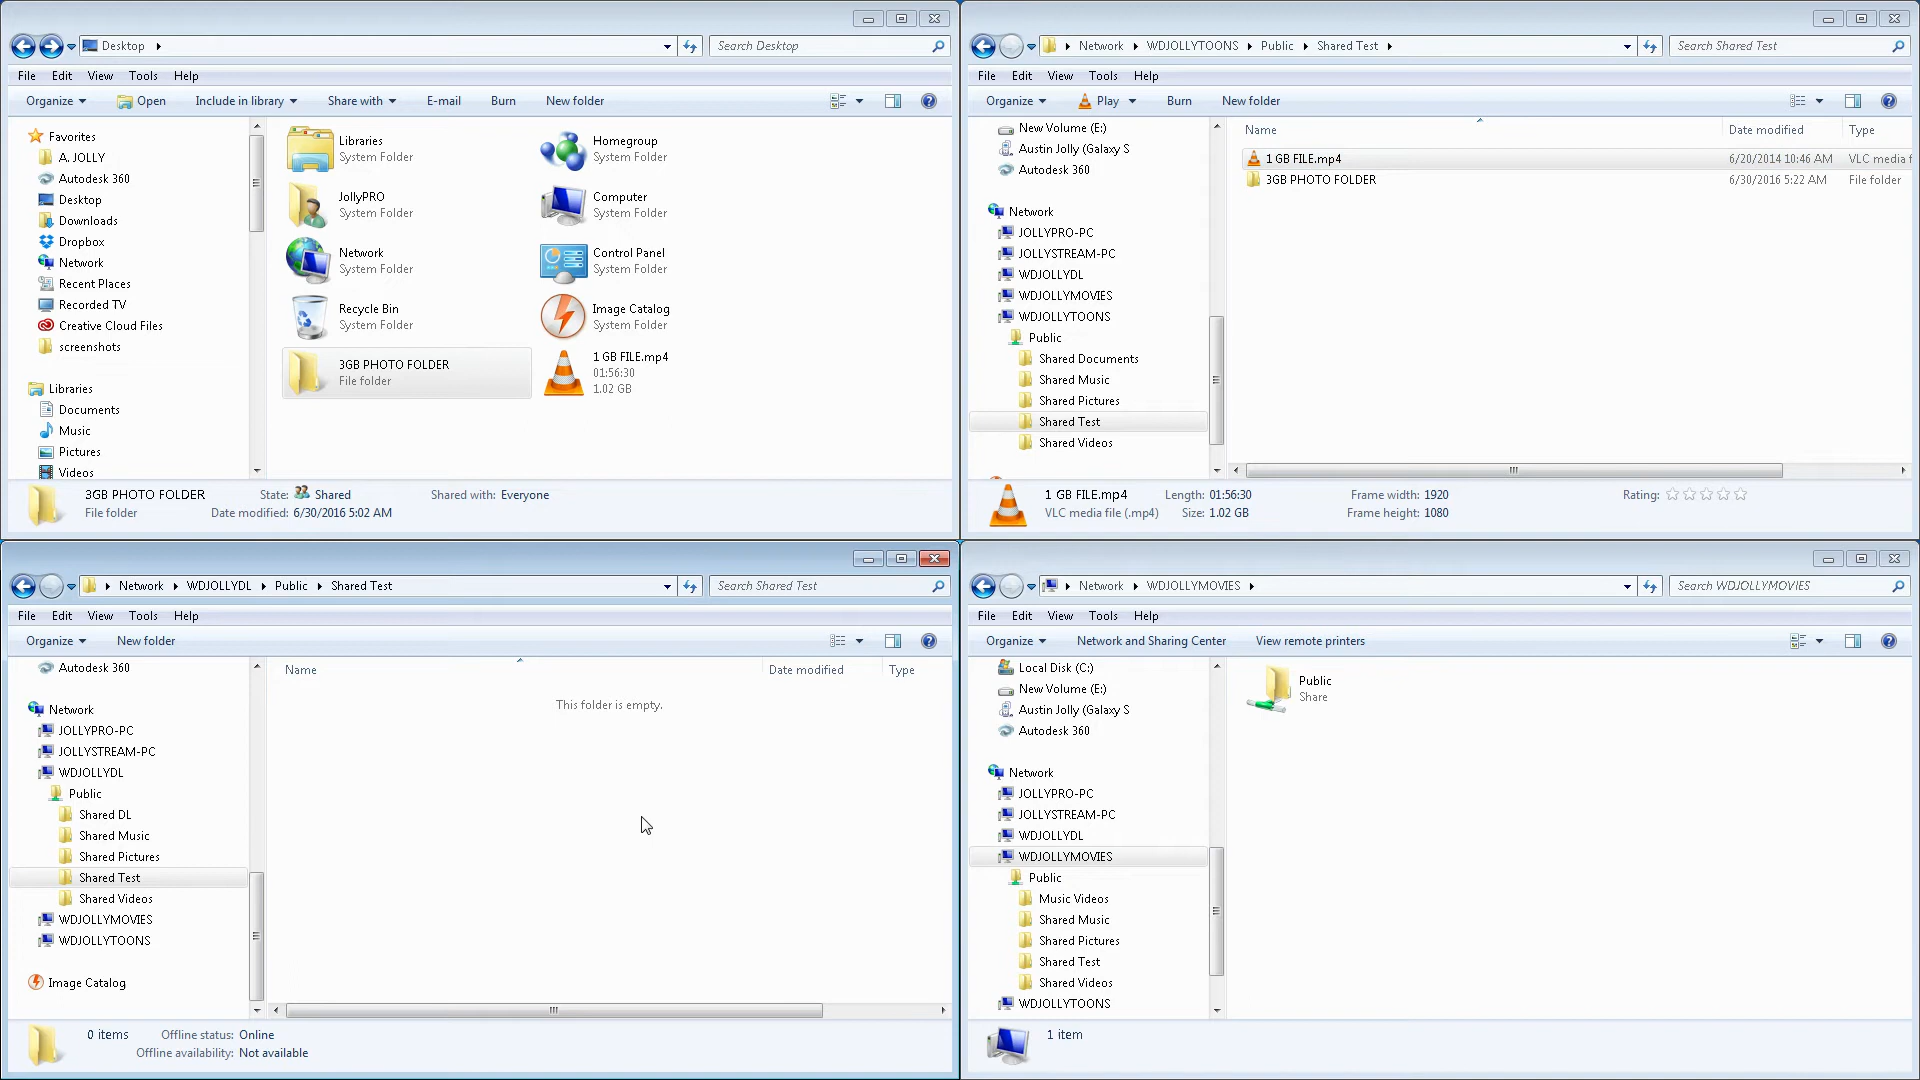 Desktop
Search Desktop
File Edit View Tools Help
Organize Open Include in library Share with E-mail Burn New folder
Favorites
A. JOLLY
Autodesk 360
Desktop
Downloads
Dropbox
Network
Recent Places
Recorded TV
Creative Cloud Files
screenshots
Libraries
Documents
Music
Pictures
Videos
Libraries
System Folder
Homegroup
System Folder
JollyPRO
System Folder
Computer
System Folder
Network
System Folder
Control Panel
System Folder
Recycle Bin
System Folder
Image Catalog
System Folder
3GB PHOTO FOLDER
File folder
1 GB FILE.mp4
01:56:30
1.02 GB
3GB PHOTO FOLDER State: Shared Shared with: Everyone
File folder Date modified: 6/30/2016 5:02 AM
Network WDJOLLYTOONS Public Shared Test
Search Shared Test
File Edit View Tools Help
Organize Play Burn New folder
New Volume (E:)
Austin Jolly (Galaxy S
Autodesk 360
Network
JOLLYPRO-PC
JOLLYSTREAM-PC
WDJOLLYDL
WDJOLLYMOVIES
WDJOLLYTOONS
Public
Shared Documents
Shared Music
Shared Pictures
Shared Test
Shared Videos
Name Date modified Type
1 GB FILE.mp4 6/20/2014 10:46 AM VLC media f
3GB PHOTO FOLDER 6/30/2016 5:22 AM File folder
1 GB FILE.mp4 Length: 01:56:30 Frame width: 1920 Rating:
VLC media file (.mp4) Size: 1.02 GB Frame height: 1080
Network WDJOLLYDL Public Shared Test
Search Shared Test
File Edit View Tools Help
Organize New folder
Autodesk 360
Network
JOLLYPRO-PC
JOLLYSTREAM-PC
WDJOLLYDL
Public
Shared DL
Shared Music
Shared Pictures
Shared Test
Shared Videos
WDJOLLYMOVIES
WDJOLLYTOONS
Image Catalog
Name Date modified Type
This folder is empty.
0 items Offline status: Online
Offline availability: Not available
Network WDJOLLYMOVIES
Search WDJOLLYMOVIES
File Edit View Tools Help
Organize Network and Sharing Center View remote printers
Local Disk (C:)
New Volume (E:)
Austin Jolly (Galaxy S
Autodesk 360
Network
JOLLYPRO-PC
JOLLYSTREAM-PC
WDJOLLYDL
WDJOLLYMOVIES
Public
Music Videos
Shared Music
Shared Pictures
Shared Test
Shared Videos
WDJOLLYTOONS
Public
Share
1 item